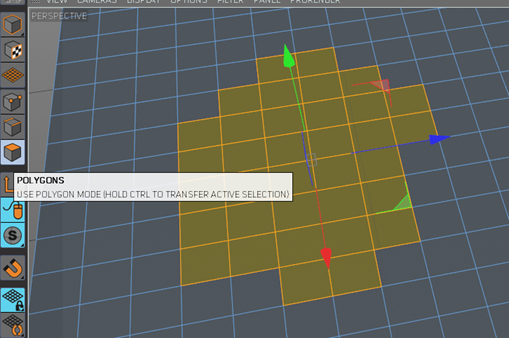 VIEW CAMERAS DISPLAY OPTIONS FILTER PANEL PRORENDER
PERSPECTIVE
POLYGONS
USE POLYGON MODE (HOLD CTRL TO TRANSFER ACTIVE SELECTION)
S